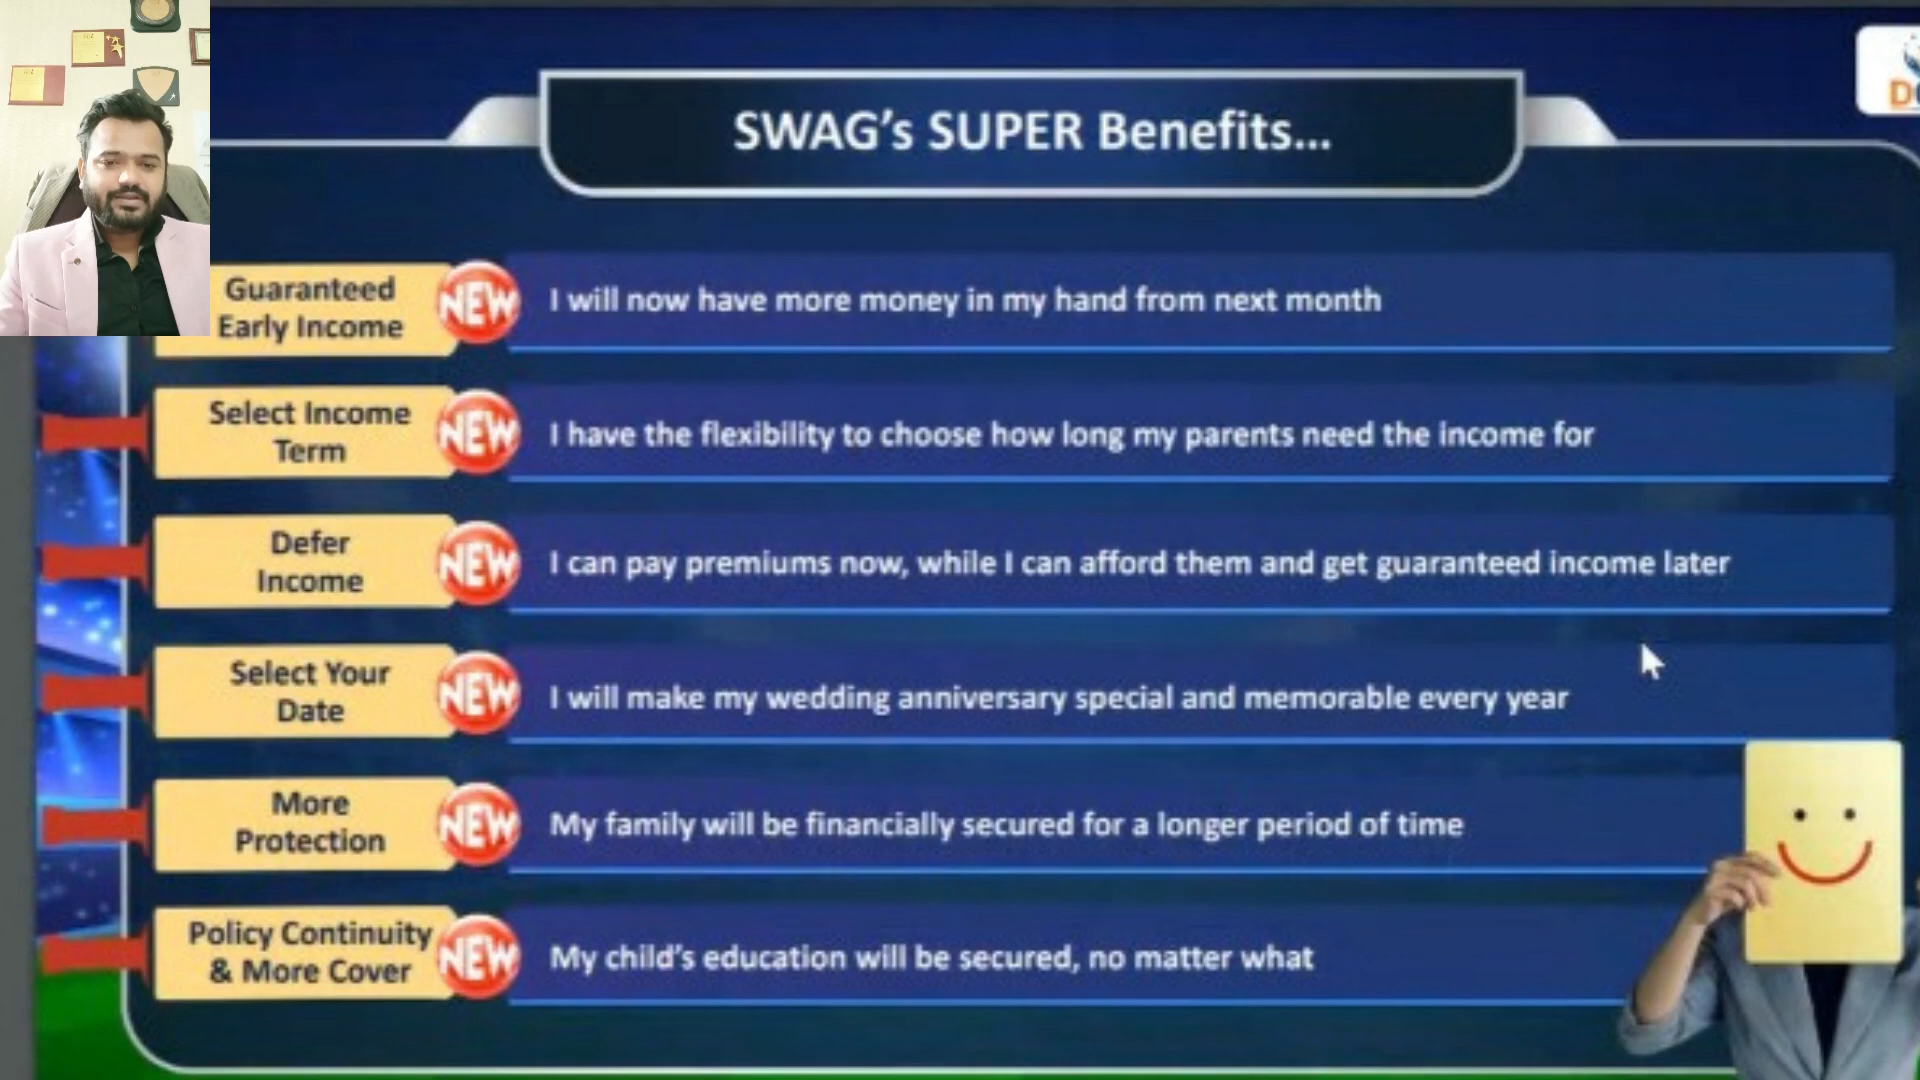 SWAG's SUPER Benefits...
Guaranteed
Early Income
NEW
I will now have more money in my hand from next month
Select Income
Term
NEW
I have the flexibility to choose how long my parents need the income for
Defer
Income
NEW
I can pay premiums now, while I can afford them and get guaranteed income later
Select Your
Date
NEW
I will make my wedding anniversary special and memorable every year
More
Protection
NEW
My family will be financially secured for a longer period of time
Policy Continuity
& More Cover
NEW
My child's education will be secured, no matter what